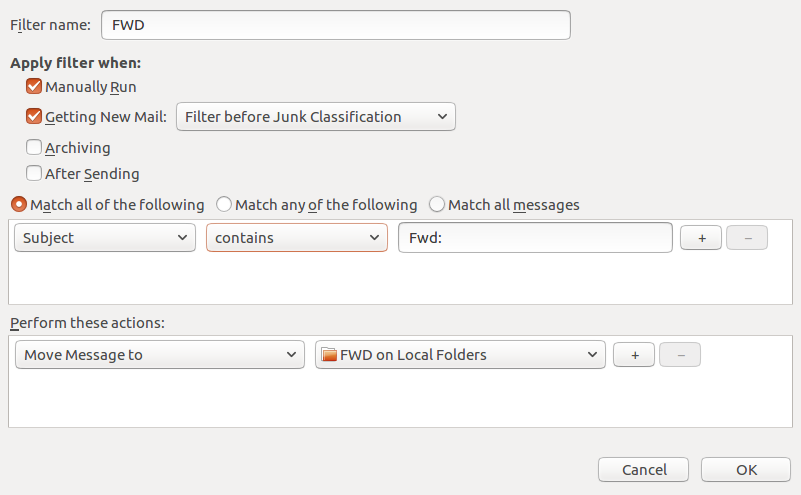 Filter name: FWD
Apply filter when:
Manually Run
Getting New Mail: Filter before Junk Classification
Archiving
After Sending
Match all of the following Match any of the following Match all messages
Subject contains Fwd: + −
Perform these actions:
Move Message to FWD on Local Folders + −
Cancel OK